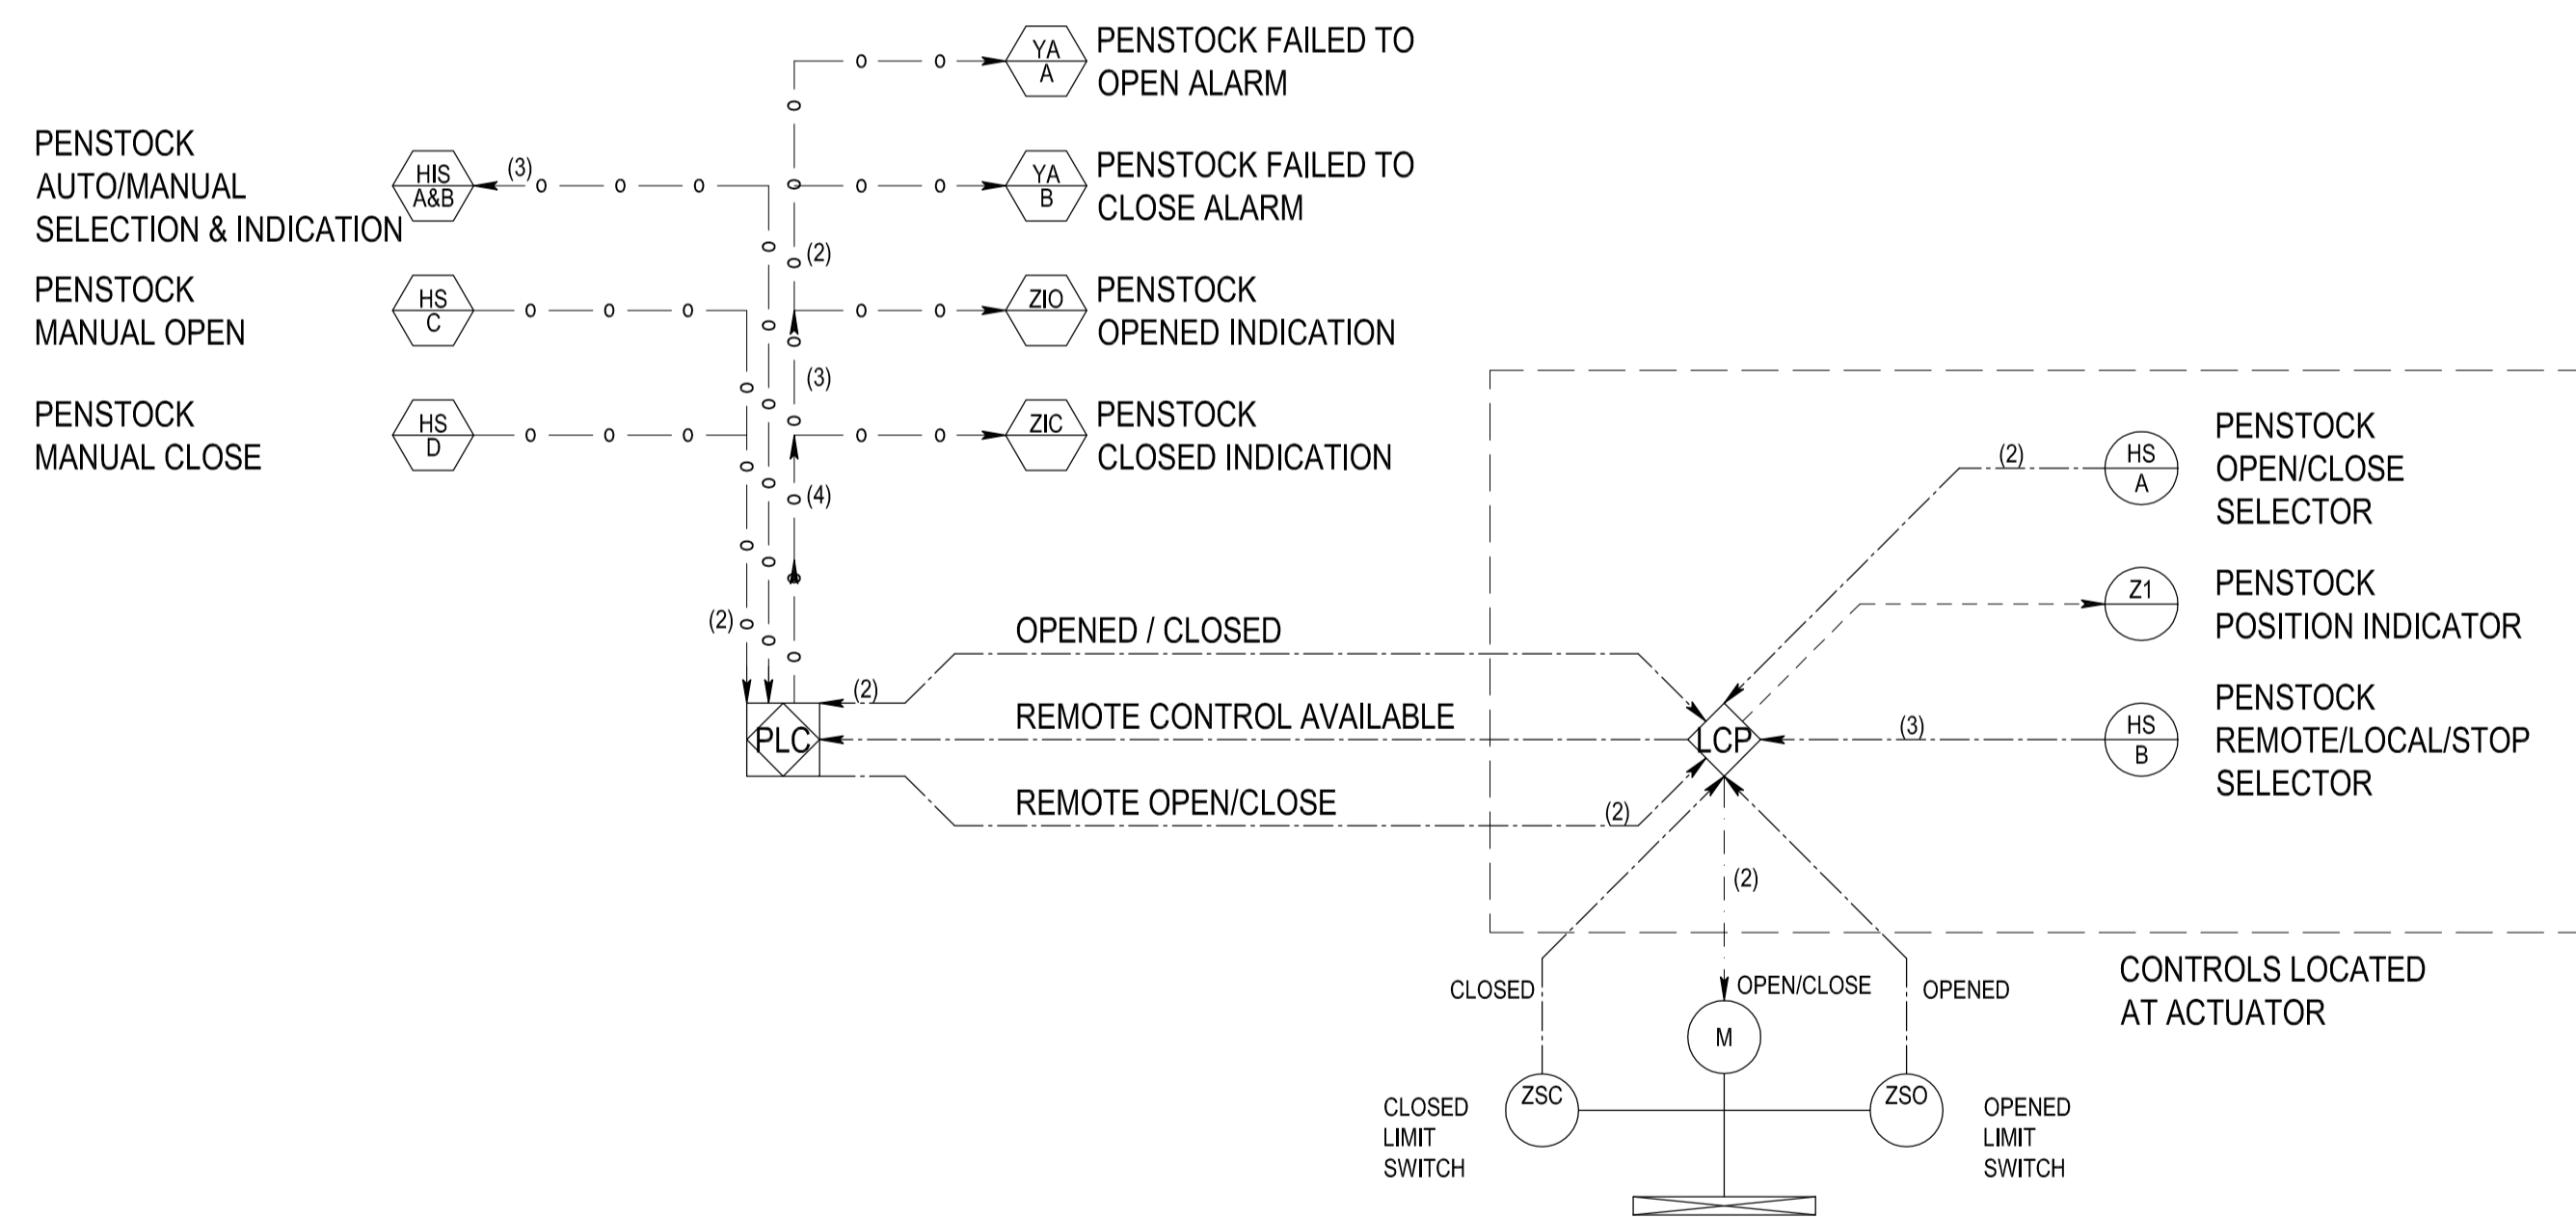 PENSTOCK
AUTO/MANUAL
SELECTION & INDICATION
HIS
A&B
(3)
PENSTOCK
MANUAL OPEN
HS
C
PENSTOCK
MANUAL CLOSE
HS
D
YA
A
PENSTOCK FAILED TO
OPEN ALARM
YA
B
PENSTOCK FAILED TO
CLOSE ALARM
(2)
ZIO
PENSTOCK
OPENED INDICATION
(3)
ZIC
PENSTOCK
CLOSED INDICATION
(4)
(2)
PLC
(2)
OPENED / CLOSED
REMOTE CONTROL AVAILABLE
REMOTE OPEN/CLOSE
(2)
LCP
(2)
HS
A
PENSTOCK
OPEN/CLOSE
SELECTOR
Z1
PENSTOCK
POSITION INDICATOR
(3)
HS
B
PENSTOCK
REMOTE/LOCAL/STOP
SELECTOR
(2)
CLOSED
OPEN/CLOSE
OPENED
CONTROLS LOCATED
AT ACTUATOR
M
ZSC
ZSO
CLOSED
LIMIT
SWITCH
OPENED
LIMIT
SWITCH